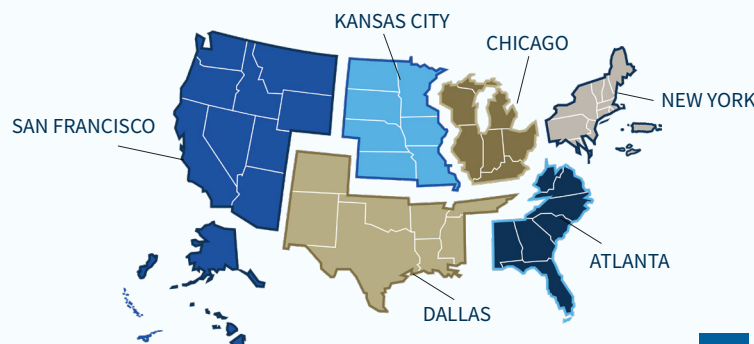 KANSAS CITY
CHICAGO
NEW YORK
SAN FRANCISCO
ATLANTA
DALLAS